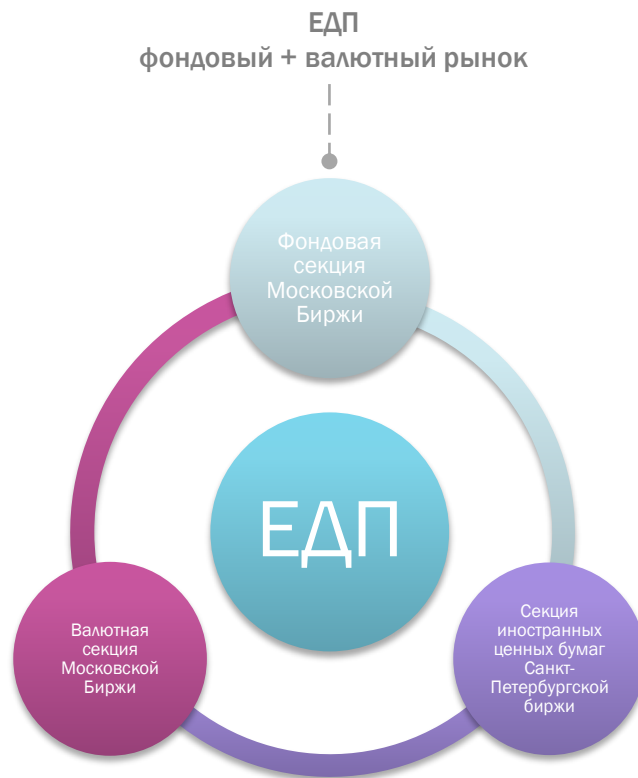 ЕДП
фондовый + валютный рынок
Фондовая
секция
Московской
Биржи
ЕДП
Валютная
секция
Московской
Биржи
Секция
иностранных
ценных бумаг
Санкт-
Петербургской
биржи